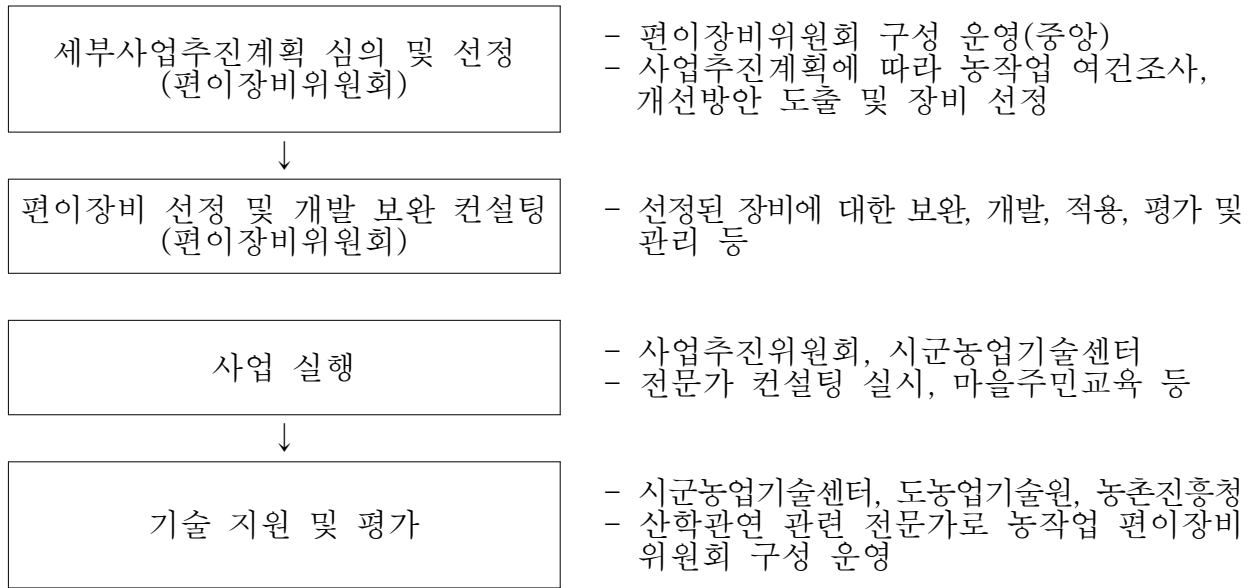 세부사업추진계획 심의 및 선정
(편이장비위원회)
- 편이장비위원회 구성 운영(중앙)
- 사업추진계획에 따라 농작업 여건조사,
개선방안 도출 및 장비 선정
↓
편이장비 선정 및 개발 보완 컨설팅
(편이장비위원회)
- 선정된 장비에 대한 보완, 개발, 적용, 평가 및
관리 등
사업 실행
- 사업추진위원회, 시군농업기술센터
- 전문가 컨설팅 실시, 마을주민교육 등
↓
기술 지원 및 평가
- 시군농업기술센터, 도농업기술원, 농촌진흥청
- 산학관연 관련 전문가로 농작업 편이장비
위원회 구성 운영